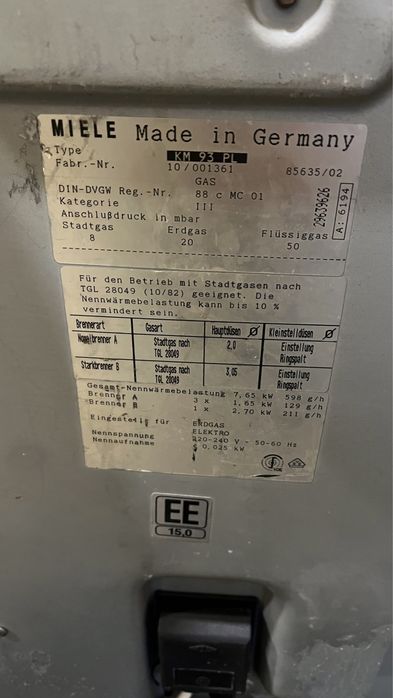 MIELE Made in Germany
Type KM 93 PL
Fabr.-Nr. 10/001361 85635/02
GAS
DIN-DVGW Reg.-Nr. 88 c MC 01
Kategorie III
Anschlußdruck in mbar
Stadtgas Erdgas Flüssiggas
8 20 50
29639626
A: 6194
Für den Betrieb mit Stadtgasen nach
TGL 28049 (10/82) geeignet. Die
Nennwärmebelastung kann bis 10 %
vermindert sein.
Brennerart Gasart Hauptdüsen Ø Kleinstelldüsen Ø
Normalbrenner A Stadtgas nach TGL 28049 2,0 Einstellung Ringspalt
Starkbrenner B Stadtgas nach TGL 28049 3,05 Einstellung Ringspalt
Gesamt-Nennwärmebelastung 7,65 kW 598 g/h
Brenner A 3 x 1,65 kW 129 g/h
Brenner B 1 x 2,70 kW 211 g/h
Eingestellt für ERDGAS
ELEKTRO
Nennspannung 220-240 V - 50-60 Hz
Nennaufnahme 0,025 kW
EE
15,0